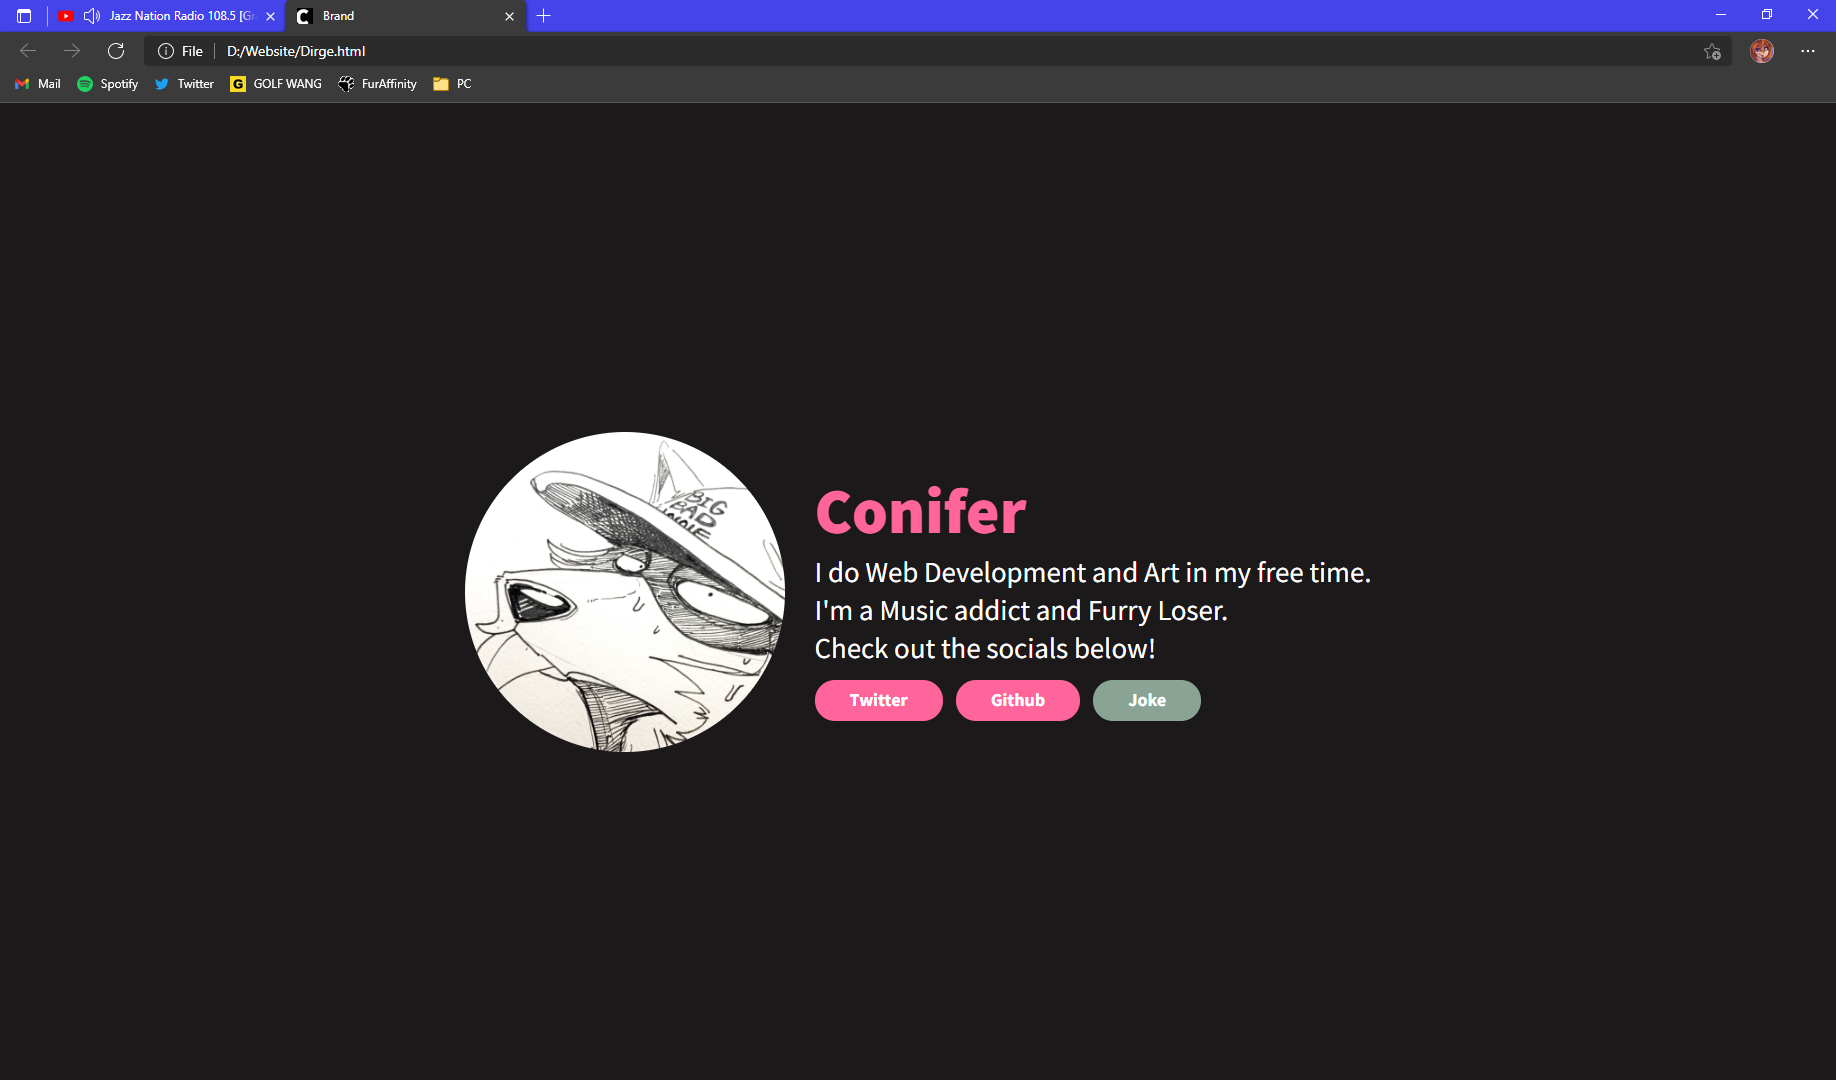 Jazz Nation Radio 108.5 [Gr
Brand
File
D:/Website/Dirge.html
Mail
Spotify
Twitter
G
GOLF WANG
FurAffinity
PC
BIG
BAD
Conifer
I do Web Development and Art in my free time.
I'm a Music addict and Furry Loser.
Check out the socials below!
Twitter
Github
Joke